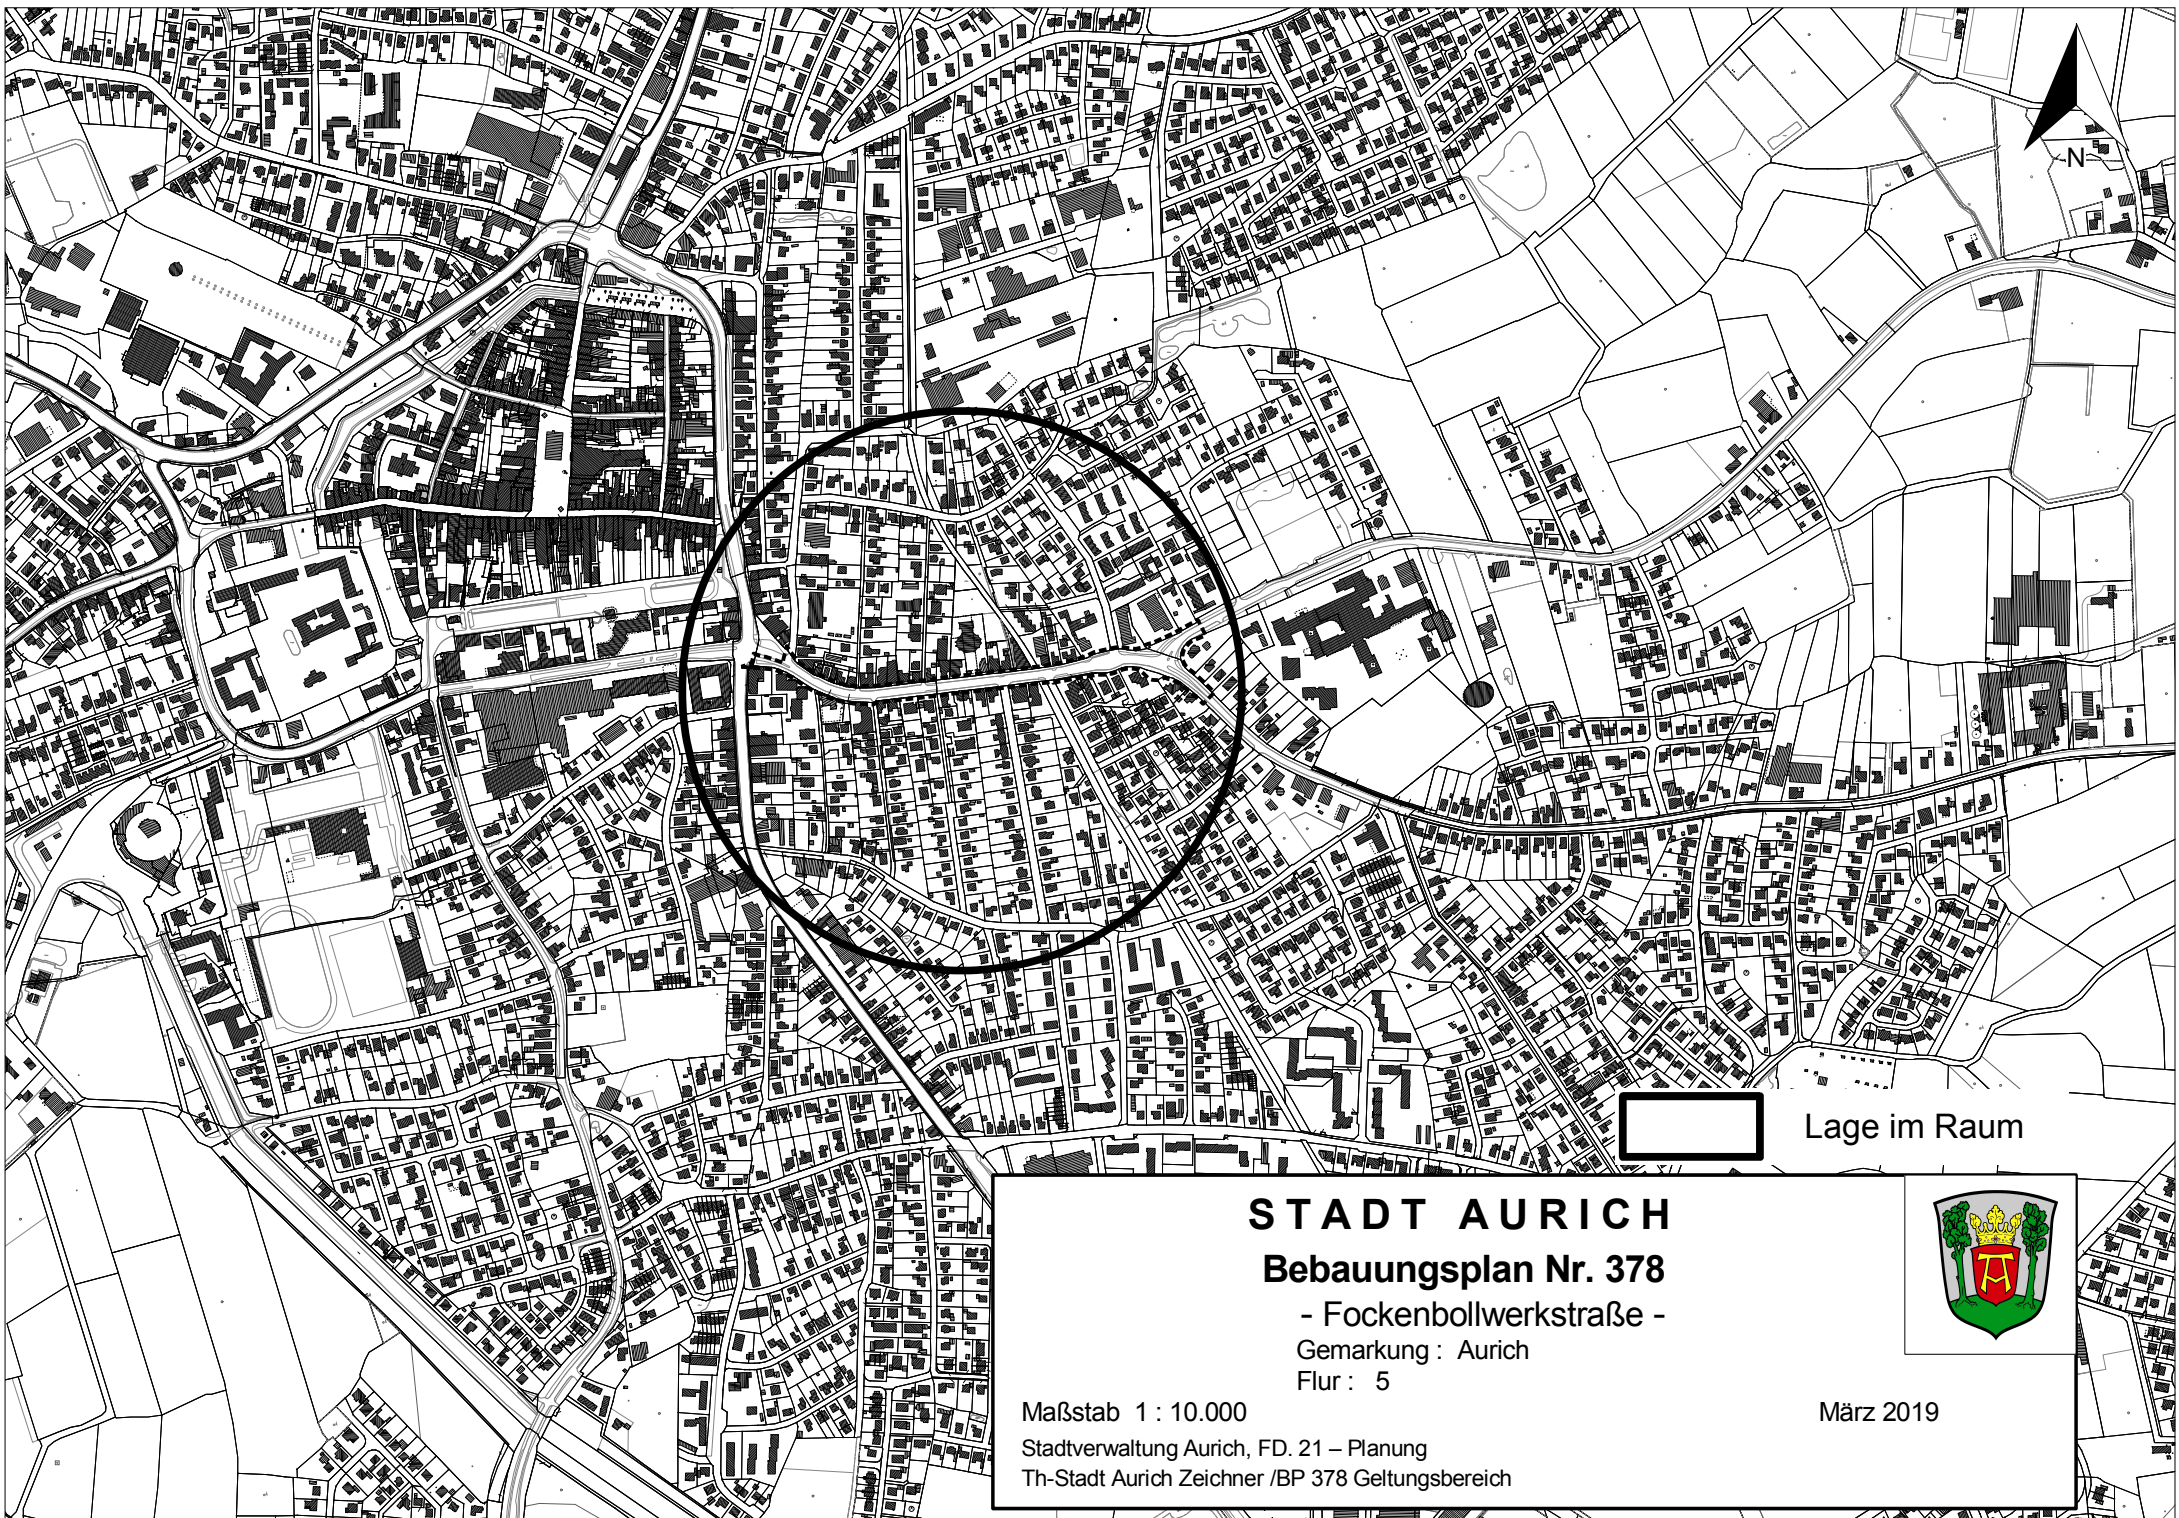 N
Lage im Raum
STADT AURICH
Bebauungsplan Nr. 378
- Fockenbollwerkstraße -
Gemarkung : Aurich
Flur : 5
Maßstab 1 : 10.000
März 2019
Stadtverwaltung Aurich, FD. 21 – Planung
Th-Stadt Aurich Zeichner /BP 378 Geltungsbereich